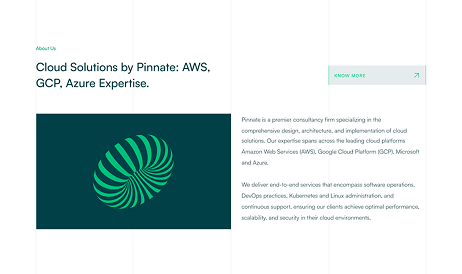 About Us
Cloud Solutions by Pinnate: AWS,
GCP, Azure Expertise.
KNOW MORE
Pinnate is a premier consultancy firm specializing in the
comprehensive design, architecture, and implementation of cloud
solutions. Our expertise spans across the leading cloud platforms
Amazon Web Services (AWS), Google Cloud Platform (GCP), Microsoft
and Azure.
We deliver end-to-end services that encompass software operations,
DevOps practices, Kubernetes and Linux administration, and
continuous support, ensuring our clients achieve optimal performance,
scalability, and security in their cloud environments.